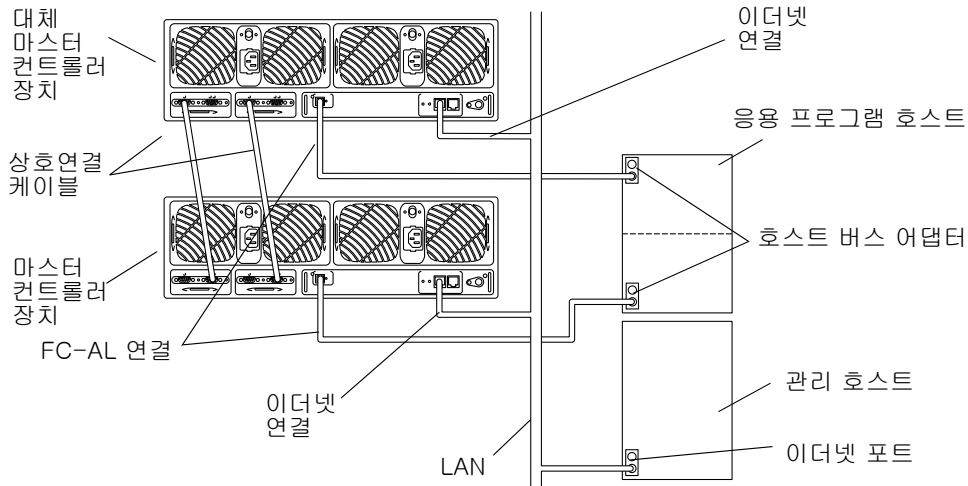 대체
마스터
컨트롤러
장치
이더넷
연결
응용 프로그램 호스트
상호연결
케이블
호스트 버스 어댑터
마스터
컨트롤러
장치
FC-AL 연결
이더넷
연결
관리 호스트
LAN
이더넷 포트